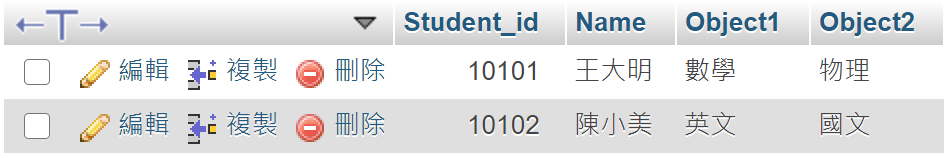 Student_id Name Object1 Object2
編輯 複製 刪除 10101 王大明 數學 物理
編輯 複製 刪除 10102 陳小美 英文 國文